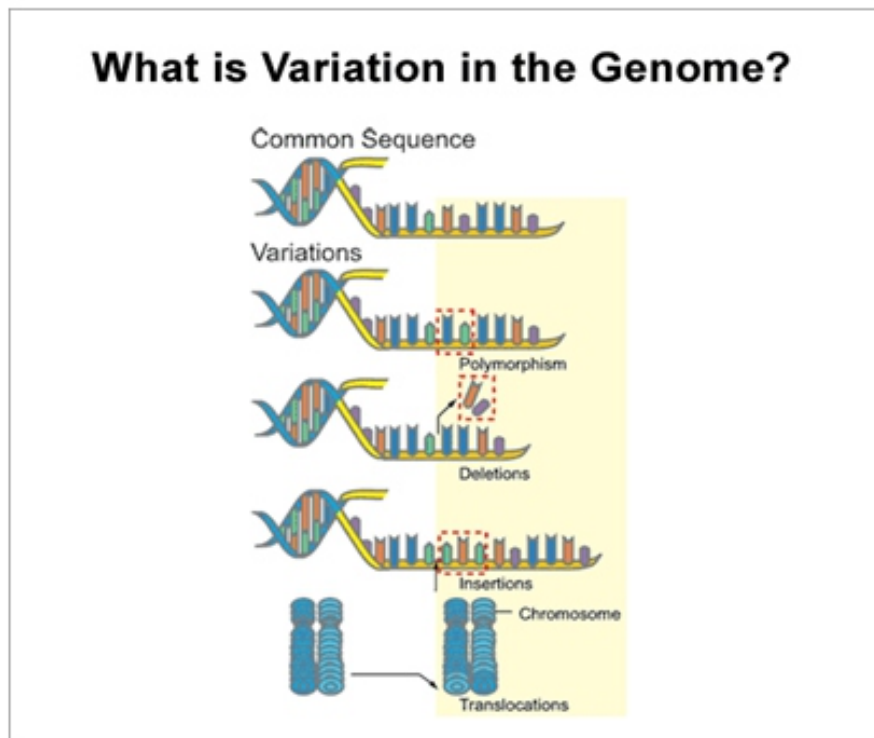 What is Variation in the Genome?
Common Sequence
Variations
Polymorphism
Deletions
Insertions
Chromosome
Translocations